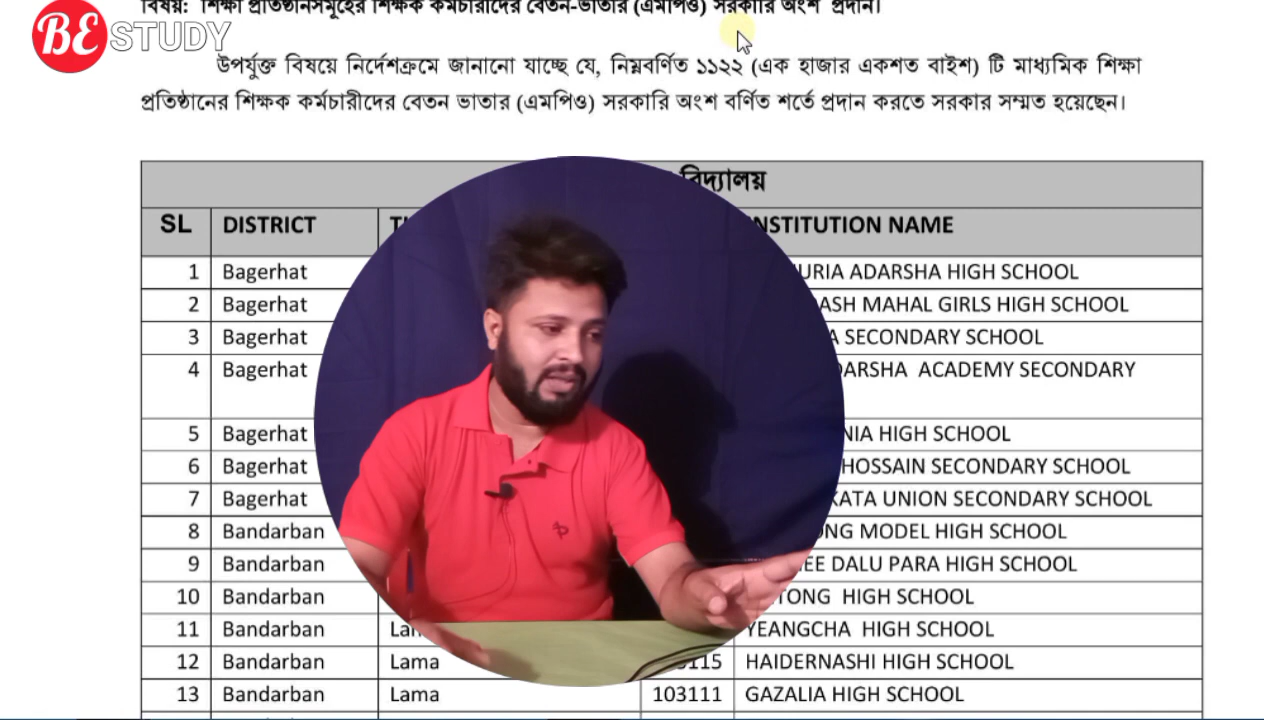 বিষয়: শিক্ষা প্রতিষ্ঠানসমূহের শিক্ষক কর্মচারীদের বেতন-ভাতার (এমপিও) সরকারি অংশ প্রদান।
BE STUDY
উপর্যুক্ত বিষয়ে নির্দেশক্রমে জানানো যাচ্ছে যে, নিম্নবর্ণিত ১১২২ (এক হাজার একশত বাইশ) টি মাধ্যমিক শিক্ষা
প্রতিষ্ঠানের শিক্ষক কর্মচারীদের বেতন ভাতার (এমপিও) সরকারি অংশ বর্ণিত শর্তে প্রদান করতে সরকার সম্মত হয়েছেন।
বিদ্যালয়
SL DISTRICT NSTITUTION NAME
1 Bagerhat URIA ADARSHA HIGH SCHOOL
2 Bagerhat ASH MAHAL GIRLS HIGH SCHOOL
3 Bagerhat A SECONDARY SCHOOL
4 Bagerhat DARSHA ACADEMY SECONDARY
5 Bagerhat NIA HIGH SCHOOL
6 Bagerhat HOSSAIN SECONDARY SCHOOL
7 Bagerhat KATA UNION SECONDARY SCHOOL
8 Bandarban ONG MODEL HIGH SCHOOL
9 Bandarban EE DALU PARA HIGH SCHOOL
10 Bandarban TONG HIGH SCHOOL
11 Bandarban Lam YEANGCHA HIGH SCHOOL
12 Bandarban Lama 115 HAIDERNASHI HIGH SCHOOL
13 Bandarban Lama 103111 GAZALIA HIGH SCHOOL